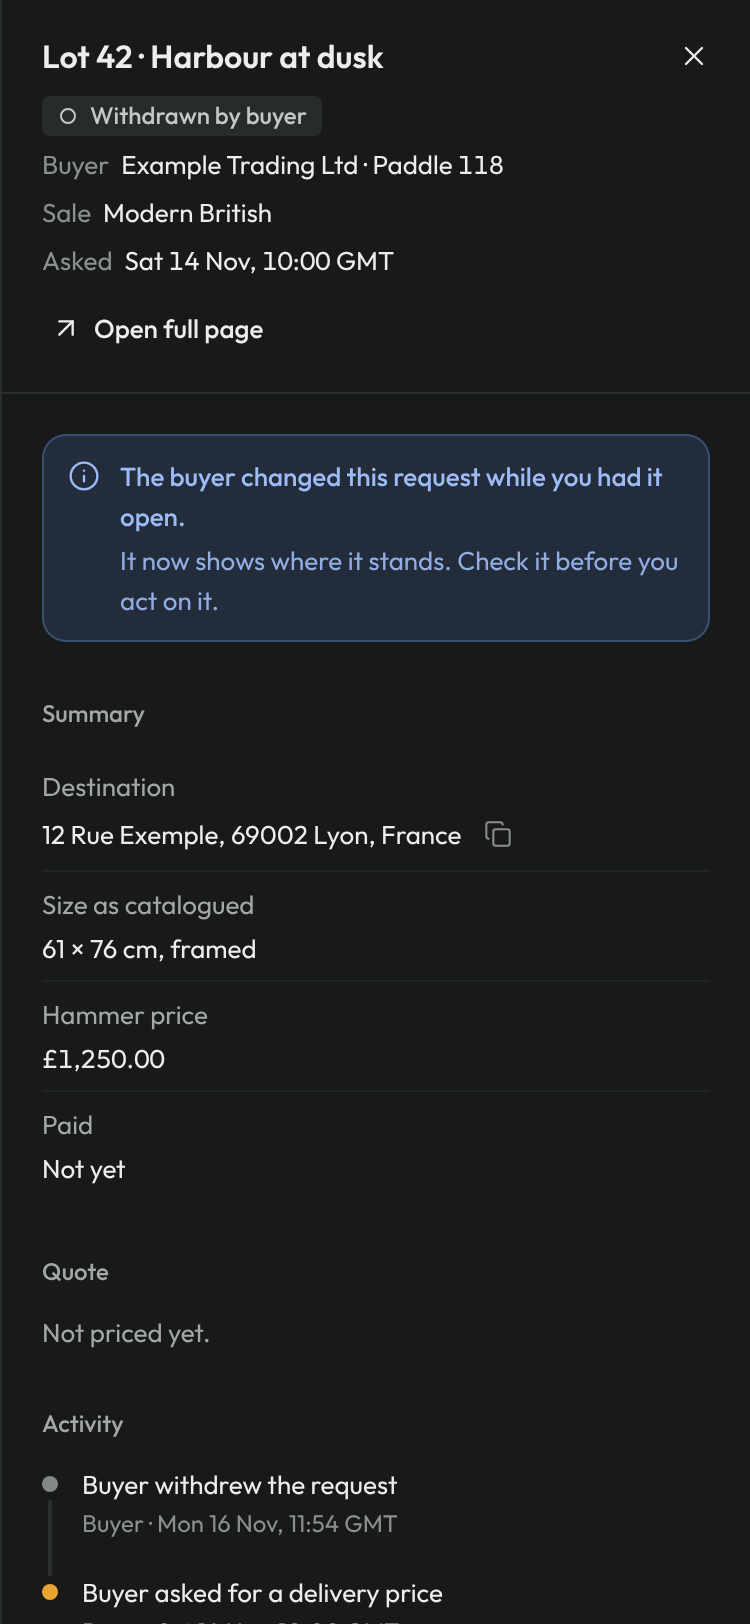 Lot 42 · Harbour at dusk
Withdrawn by buyer
Buyer Example Trading Ltd · Paddle 118
Sale Modern British
Asked Sat 14 Nov, 10:00 GMT
Open full page
The buyer changed this request while you had it
open.
It now shows where it stands. Check it before you
act on it.
Summary
Destination
12 Rue Exemple, 69002 Lyon, France
Size as catalogued
61 × 76 cm, framed
Hammer price
£1,250.00
Paid
Not yet
Quote
Not priced yet.
Activity
Buyer withdrew the request
Buyer · Mon 16 Nov, 11:54 GMT
Buyer asked for a delivery price